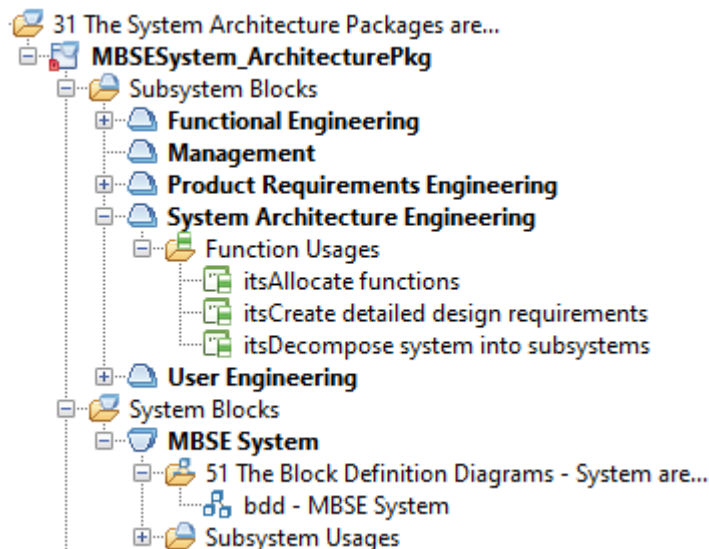 31 The System Architecture Packages are...
MBSESystem_ArchitecturePkg
Subsystem Blocks
Functional Engineering
Management
Product Requirements Engineering
System Architecture Engineering
Function Usages
itsAllocate functions
itsCreate detailed design requirements
itsDecompose system into subsystems
User Engineering
System Blocks
MBSE System
51 The Block Definition Diagrams - System are...
bdd - MBSE System
Subsystem Usages